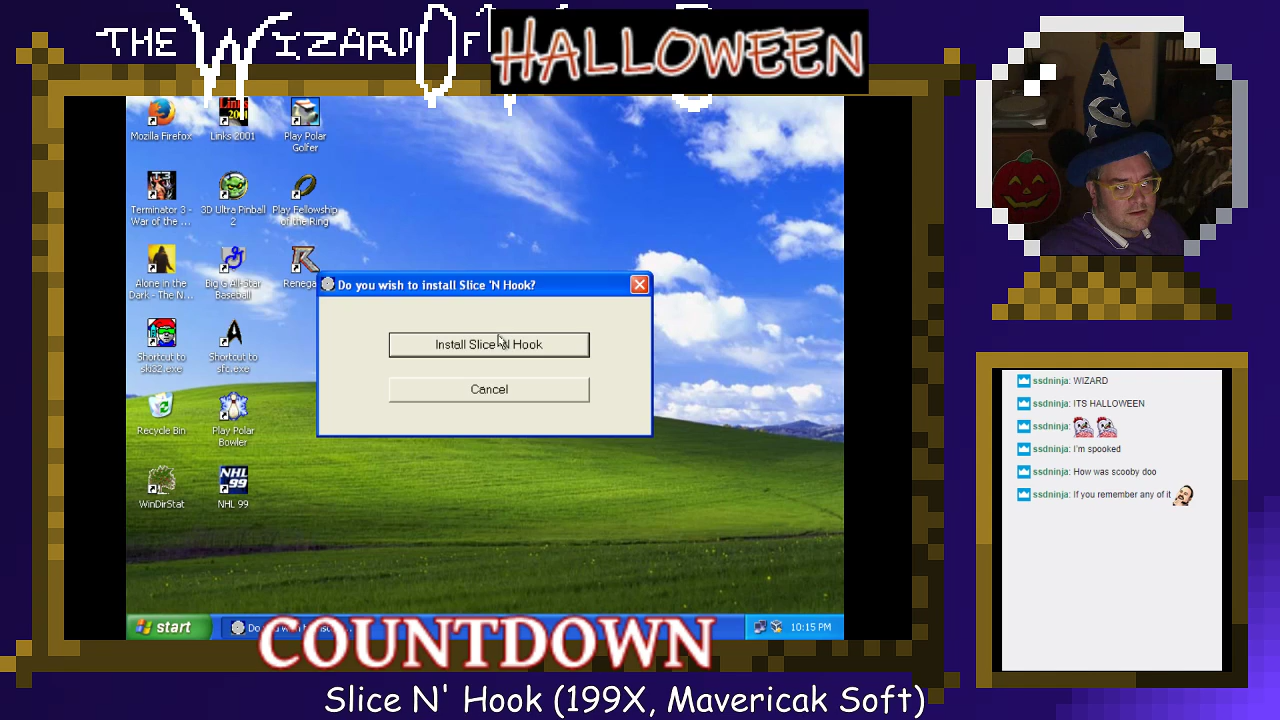 THE WIZARD OF
HALLOWEEN
Mozilla Firefox
Links 2001
Play Polar
Golfer
Terminator 3 -
War of the ...
3D Ultra Pinball
2
Play Fellowship
of the Ring
Alone in the
Dark - The N...
Big G All-Star
Baseball
Renega
Shortcut to
ski32.exe
Shortcut to
sfc.exe
Recycle Bin
Play Polar
Bowler
WinDirStat
NHL
99
NHL 99
Do you wish to install Slice 'N Hook?
Install Slice 'N Hook
Cancel
start
10:15 PM
COUNTDOWN
Slice N' Hook (199X, Mavericak Soft)
ssdninja: WIZARD
ssdninja: ITS HALLOWEEN
ssdninja:
ssdninja: I'm spooked
ssdninja: How was scooby doo
ssdninja: If you remember any of it